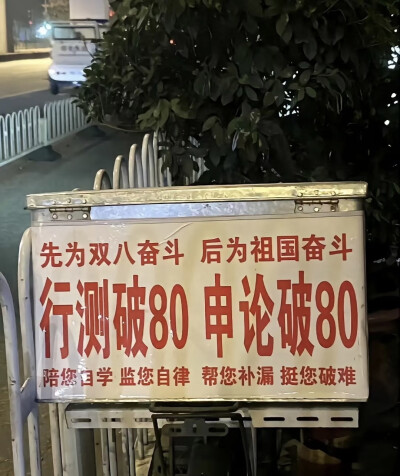 先为双八奋斗 后为祖国奋斗
行测破80 申论破80
陪您自学 监您自律 帮您补漏 挺您破难